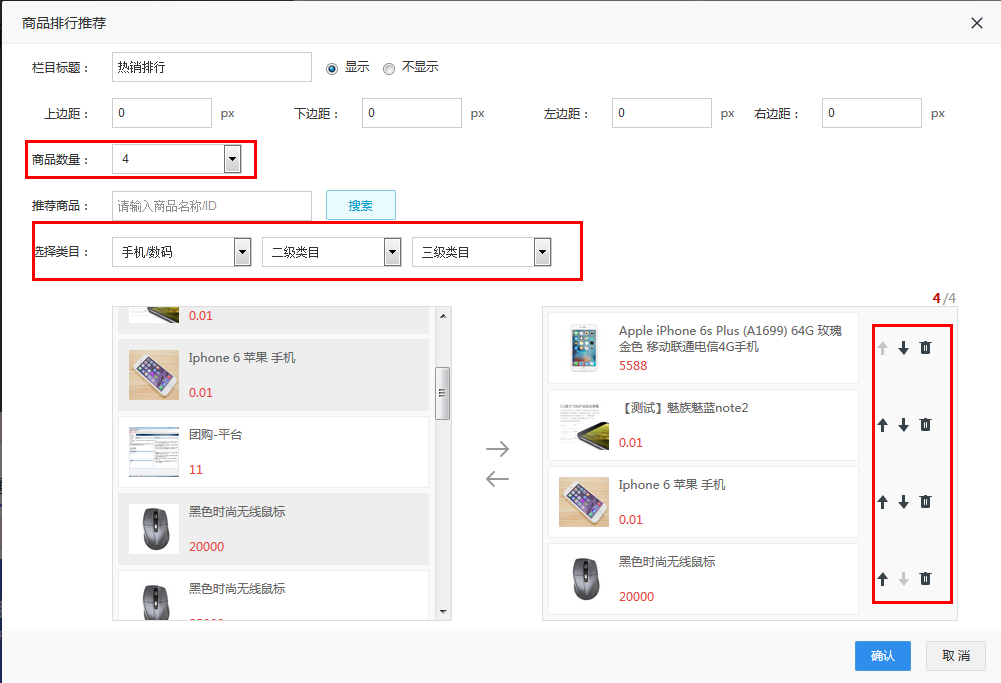 商品排行推荐
栏目标题： 热销排行 显示 不显示
上边距： 0 px 下边距： 0 px 左边距： 0 px 右边距： 0 px
商品数量： 4
推荐商品： 请输入商品名称/ID 搜索
选择类目： 手机/数码 二级类目 三级类目
4/4
0.01
Iphone 6 苹果 手机
0.01
团购-平台
11
黑色时尚无线鼠标
20000
黑色时尚无线鼠标
Apple iPhone 6s Plus (A1699) 64G 玫瑰
金色 移动联通电信4G手机
5588
【测试】魅族魅蓝note2
0.01
Iphone 6 苹果 手机
0.01
黑色时尚无线鼠标
20000
确认 取消